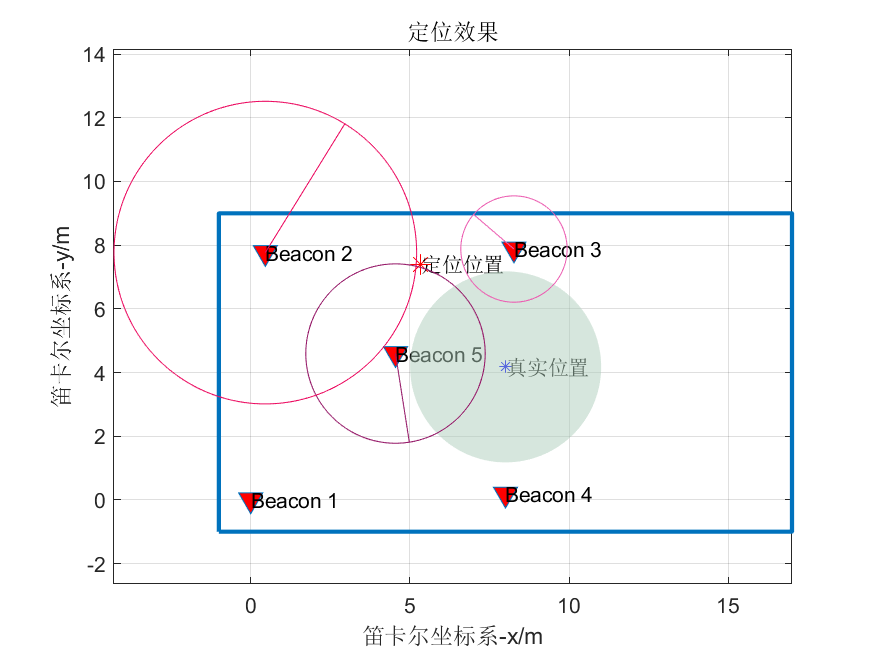 定位效果
14
12
10
8
6
4
2
0
-2
笛卡尔坐标系-y/m
Beacon 2
Beacon 3
定位位置
Beacon 5
真实位置
Beacon 1
Beacon 4
0
5
10
15
笛卡尔坐标系-x/m